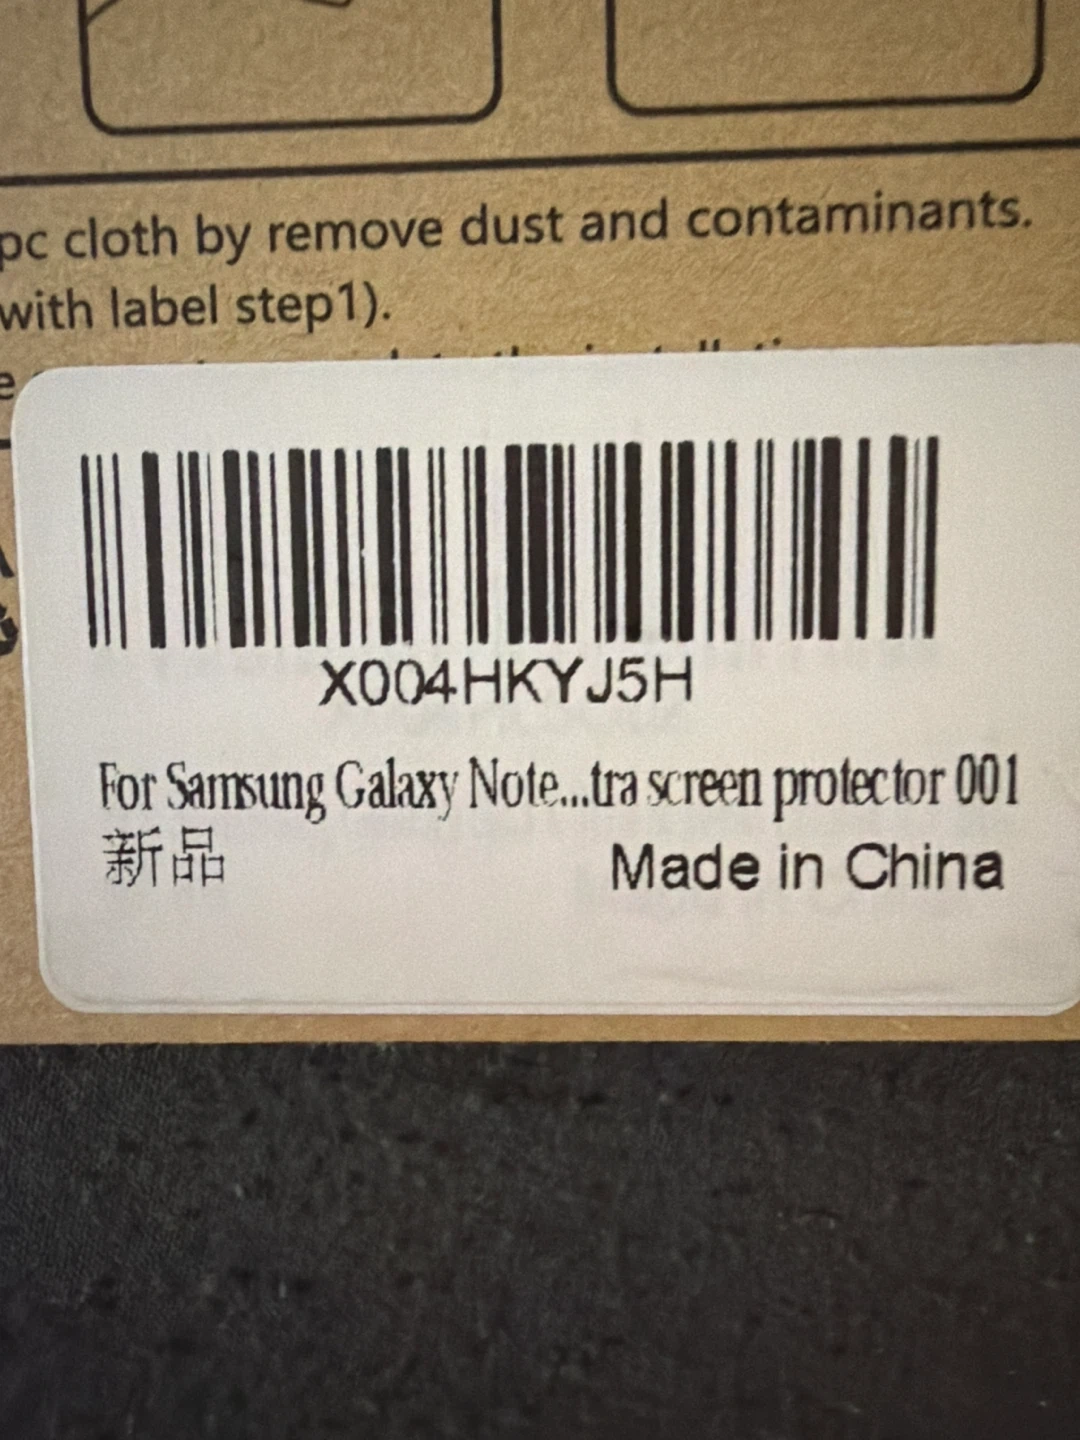 pc cloth by remove dust and contaminants.
with label step1).
e
X004HKYJ5H
For Samsung Galaxy Note...tra screen protector 001
新品
Made in China